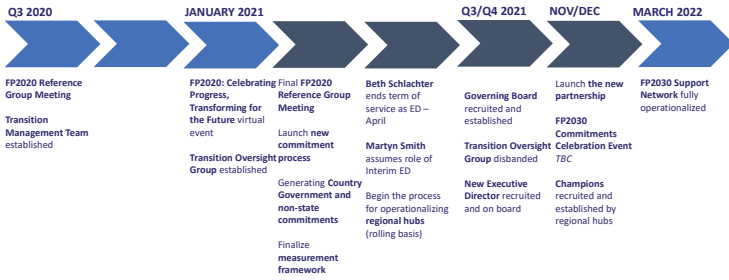 Q3 2020
JANUARY 2021
Q3/Q4 2021
NOV/DEC
MARCH 2022
FP2020 Reference
Group Meeting
Transition
Management Team
established
FP2020: Celebrating
Progress,
Transforming for
the Future virtual
event
Transition Oversight
Group established
Final FP2020
Reference Group
Meeting
Launch new
commitment
process
Generating Country
Government and
non-state
commitments
Finalize
measurement
framework
Beth Schlachter
ends term of
service as ED –
April
Martyn Smith
assumes role of
Interim ED
Begin the process
for operationalizing
regional hubs
(rolling basis)
Governing Board
recruited and
established
Transition Oversight
Group disbanded
New Executive
Director recruited
and on board
Launch the new
partnership
FP2030
Commitments
Celebration Event
TBC
Champions
recruited and
established by
regional hubs
FP2030 Support
Network fully
operationalized